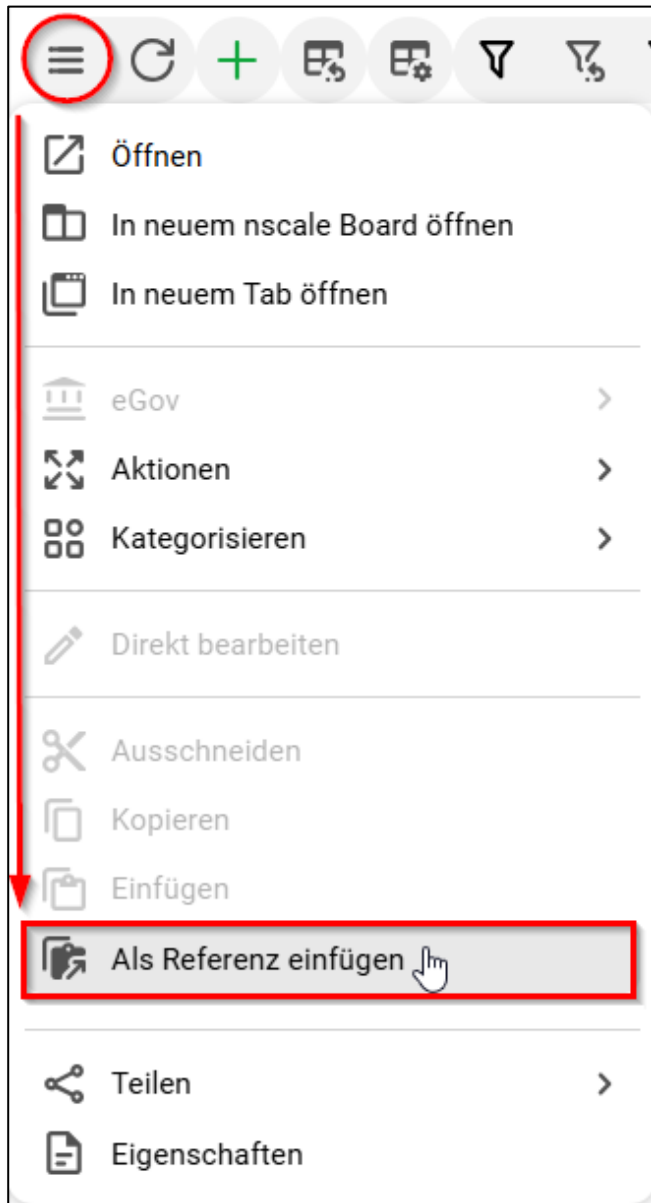 Öffnen
In neuem nscale Board öffnen
In neuem Tab öffnen
eGov
Aktionen
Kategorisieren
Direkt bearbeiten
Ausschneiden
Kopieren
Einfügen
Als Referenz einfügen
Teilen
Eigenschaften